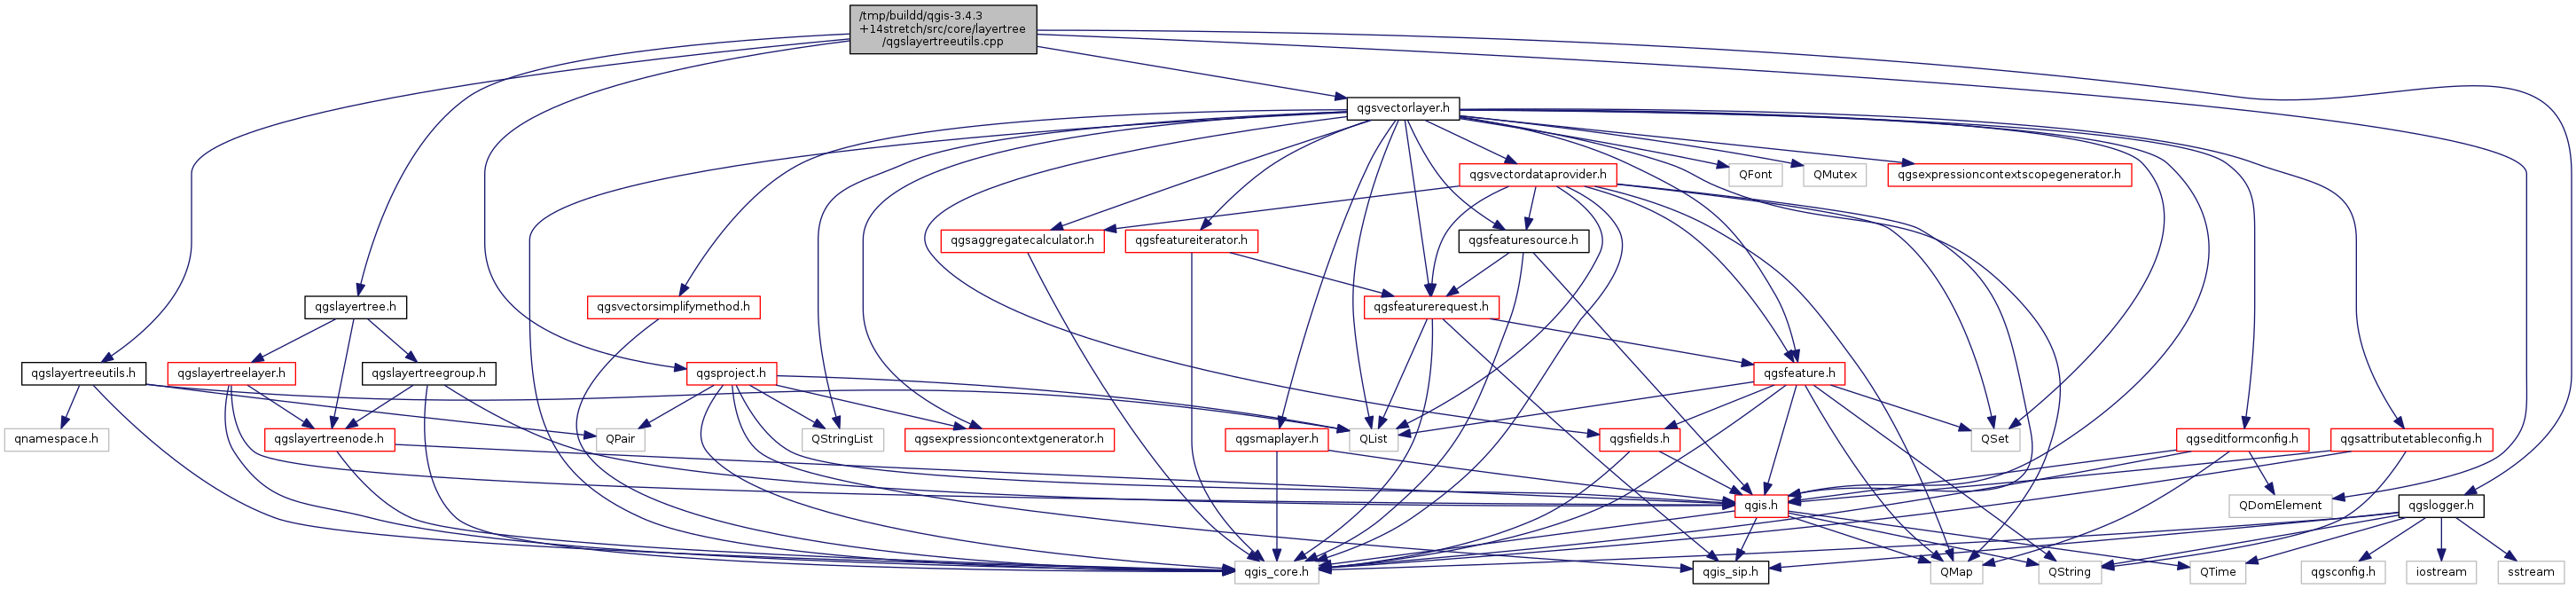 /tmp/buildd/qgis-3.4.3
+14stretch/src/core/layertree
/qgslayertreeutils.cpp
qgsvectorlayer.h
qgsvectordataprovider.h
QFont
QMutex
qgsexpressioncontextscopegenerator.h
qgsaggregatecalculator.h
qgsfeatureiterator.h
qgsfeaturesource.h
qgslayertree.h
qgsvectorsimplifymethod.h
qgsfeaturerequest.h
qgslayertreeutils.h
qgslayertreelayer.h
qgslayertreegroup.h
qgsproject.h
qgsfeature.h
qnamespace.h
qgslayertreenode.h
QPair
QStringList
qgsexpressioncontextgenerator.h
qgsmaplayer.h
QList
qgsfields.h
QSet
qgseditformconfig.h
qgsattributetableconfig.h
qgis.h
QDomElement
qgslogger.h
qgis_core.h
qgis_sip.h
QMap
QString
QTime
qgsconfig.h
iostream
sstream